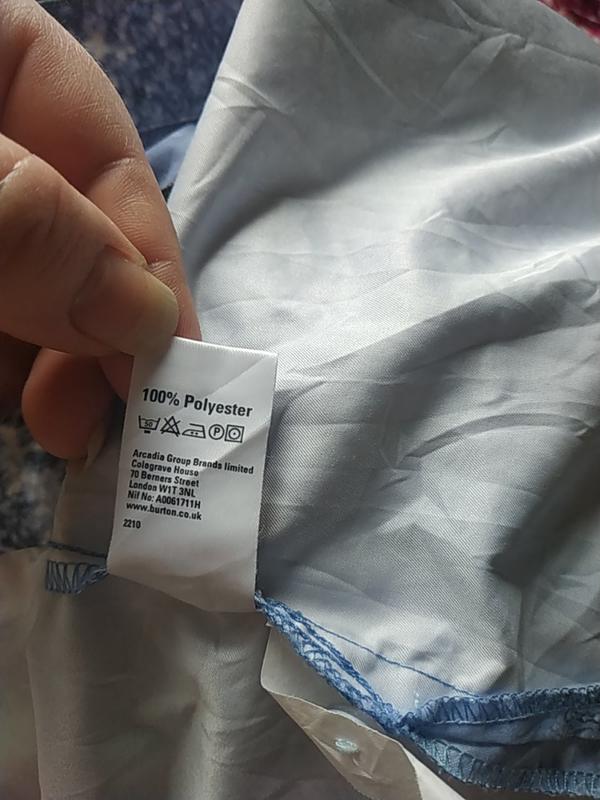 100% Polyester
50 P
Arcadia Group Brands limited
Colegrave House
70 Berners Street
London W1T 3NL
Nif No: A0061711H
www.burton.co.uk
2210